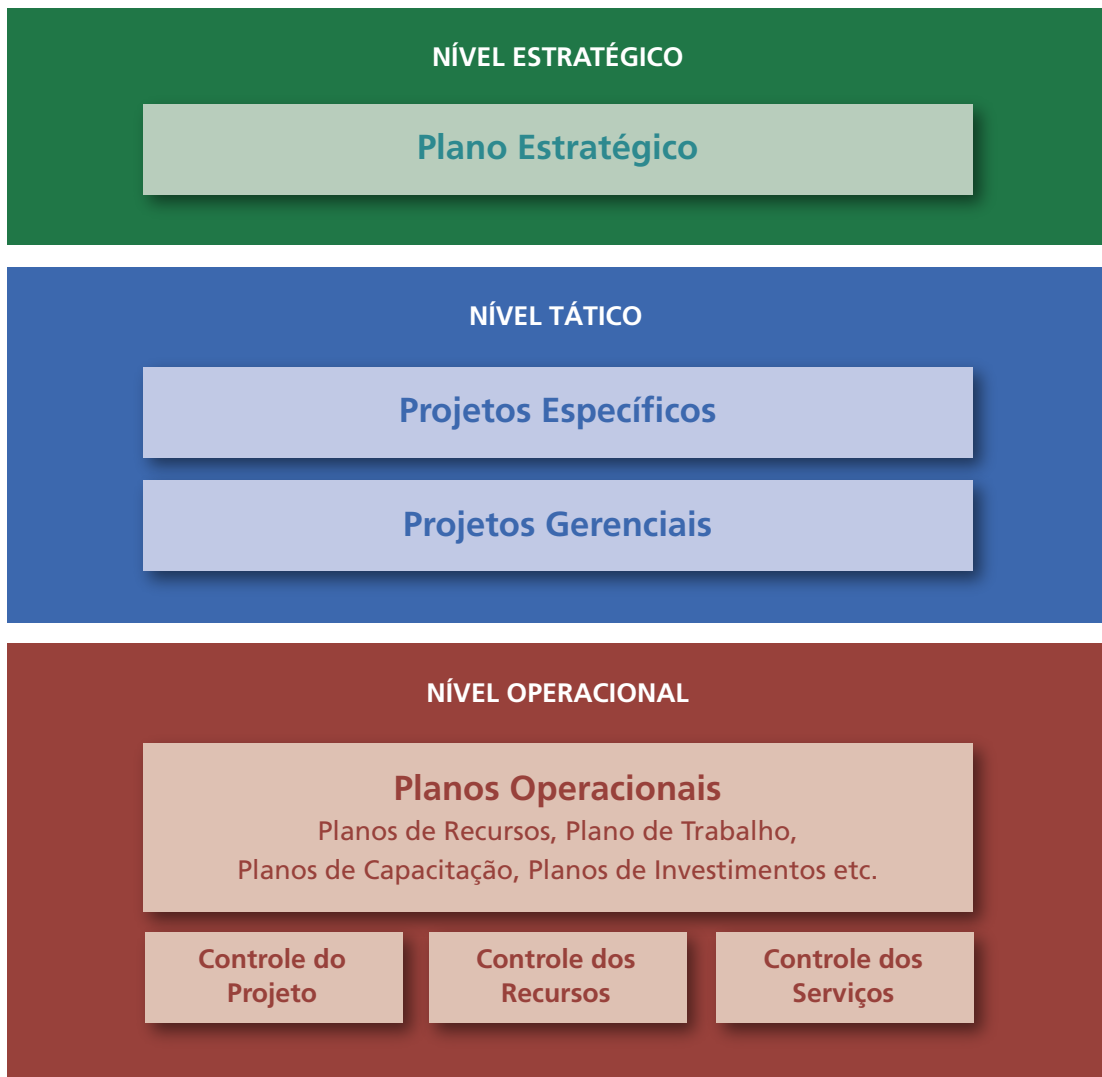 NÍVEL ESTRATÉGICO
Plano Estratégico
NÍVEL TÁTICO
Projetos Específicos
Projetos Gerenciais
NÍVEL OPERACIONAL
Planos Operacionais
Planos de Recursos, Plano de Trabalho,
Planos de Capacitação, Planos de Investimentos etc.
Controle do
Projeto
Controle dos
Recursos
Controle dos
Serviços